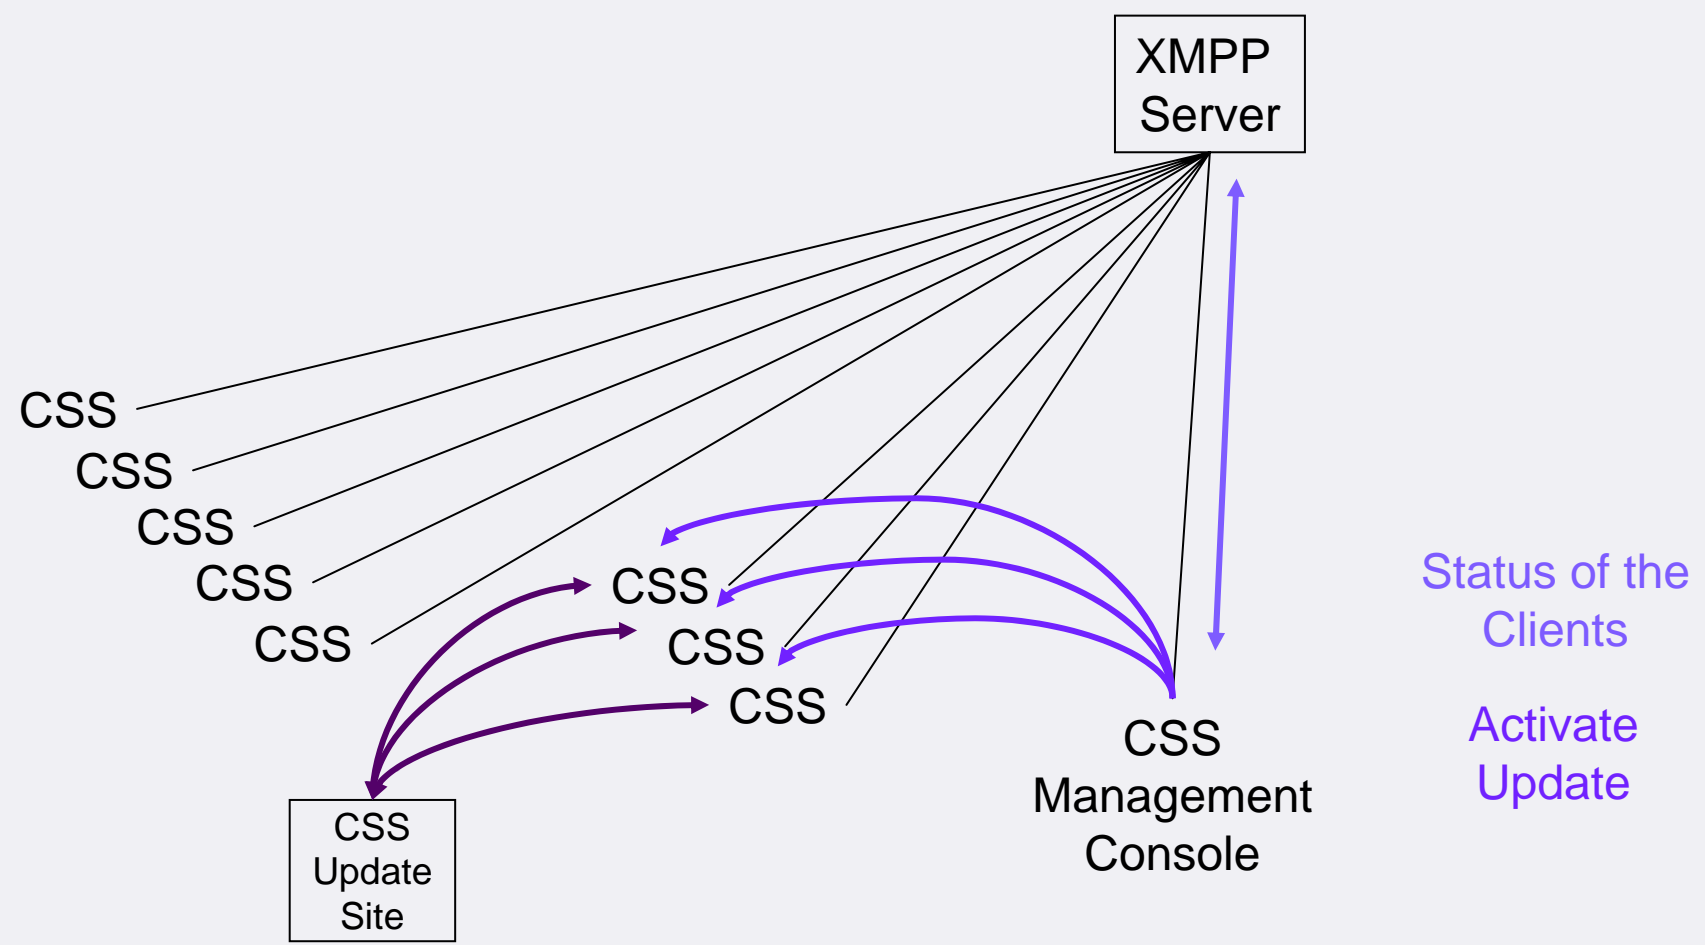 XMPP
Server
CSS
CSS
CSS
CSS
CSS
CSS
CSS
CSS
CSS
Update
Site
CSS
Management
Console
Status of the
Clients
Activate
Update